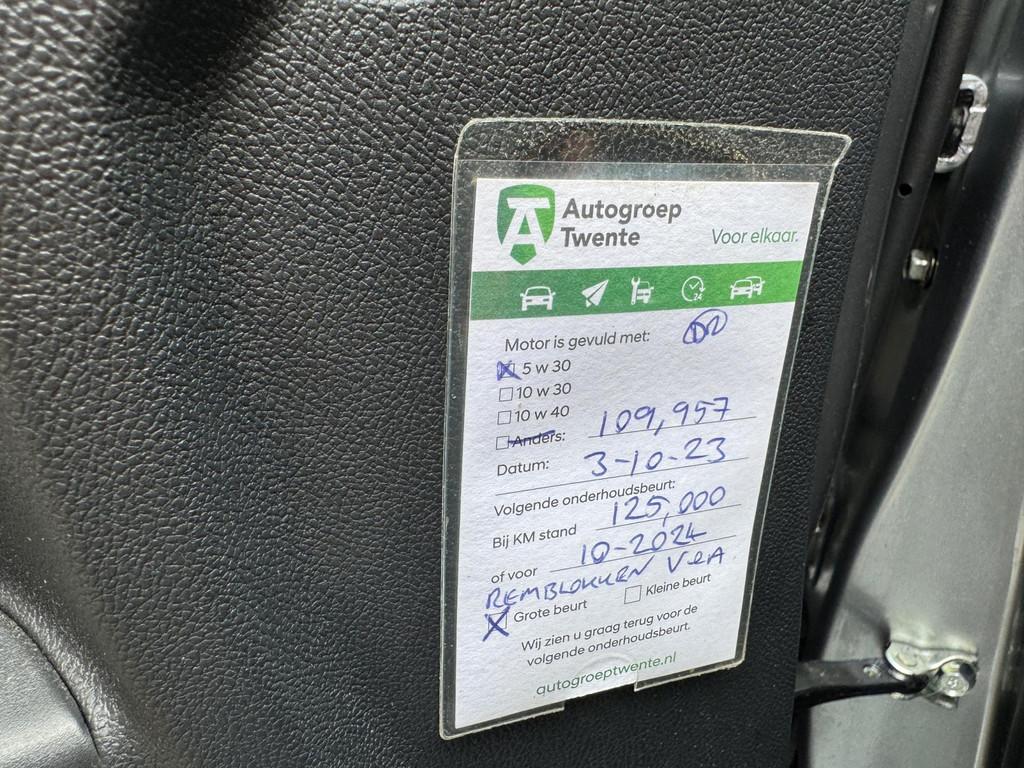 Autogroep
Twente
Voor elkaar.
24
Motor is gevuld met:
5 w 30
10 w 30
10 w 40
Anders: 109,957
Datum: 3-10-23
Volgende onderhoudsbeurt:
Bij KM stand 125,000
of voor 10-2024
REMBLOKKEN V&A
Grote beurt Kleine beurt
Wij zien u graag terug voor de
volgende onderhoudsbeurt.
autogroeptwente.nl